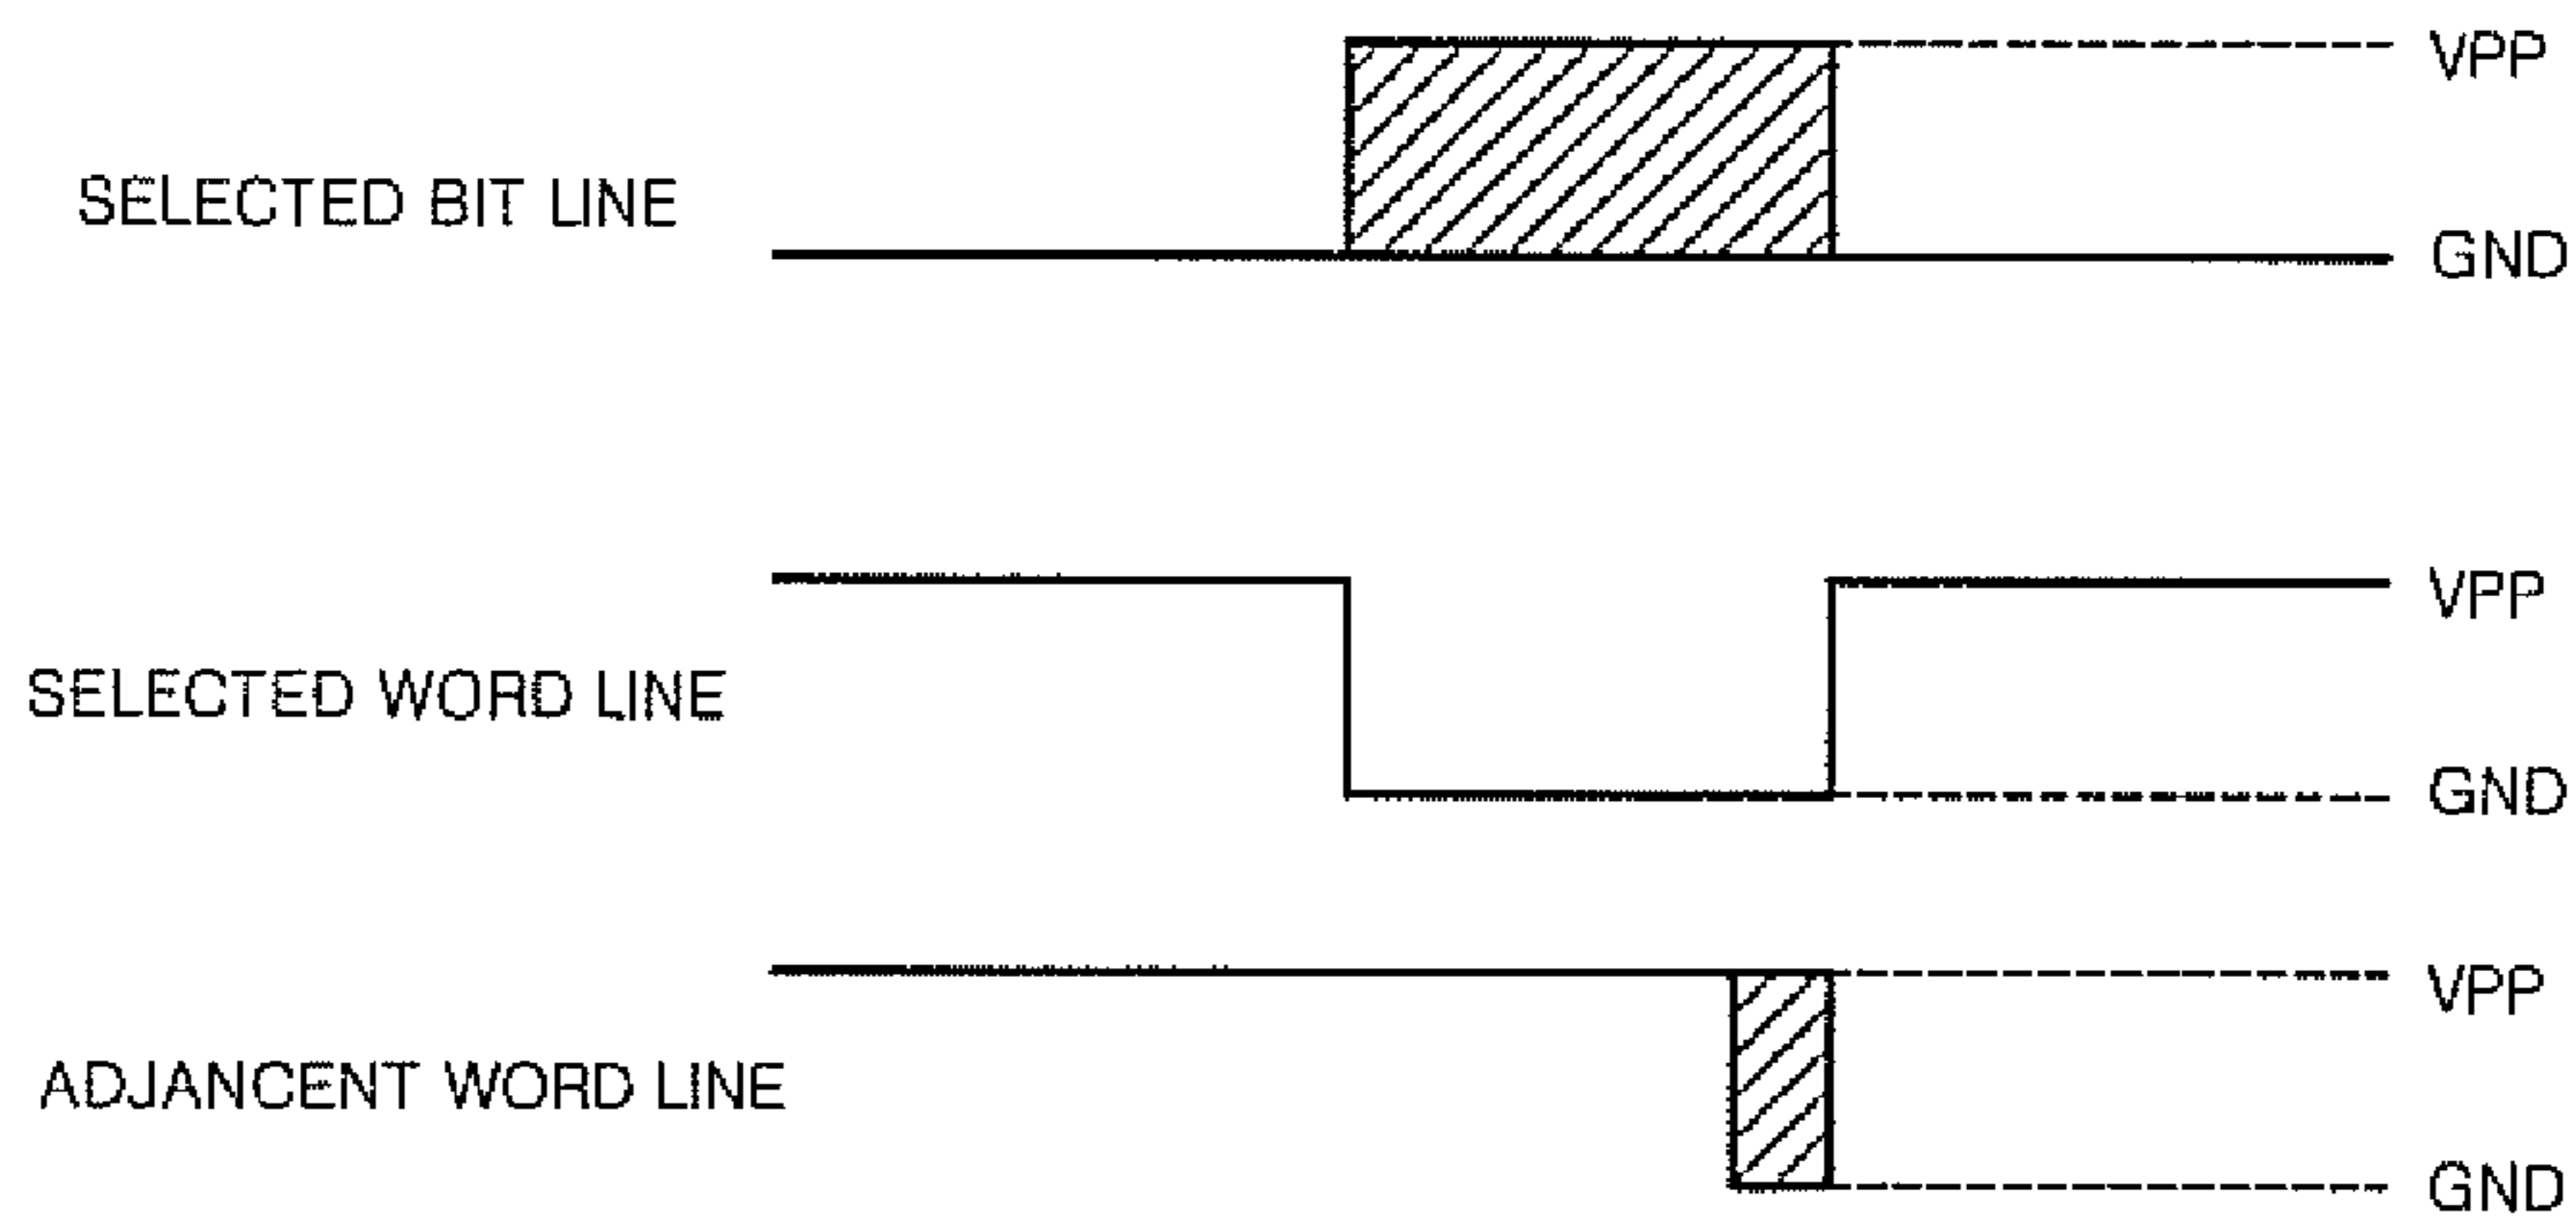 VPP
SELECTED BIT LINE
GND
VPP
SELECTED WORD LINE
GND
VPP
ADJANCENT WORD LINE
GND